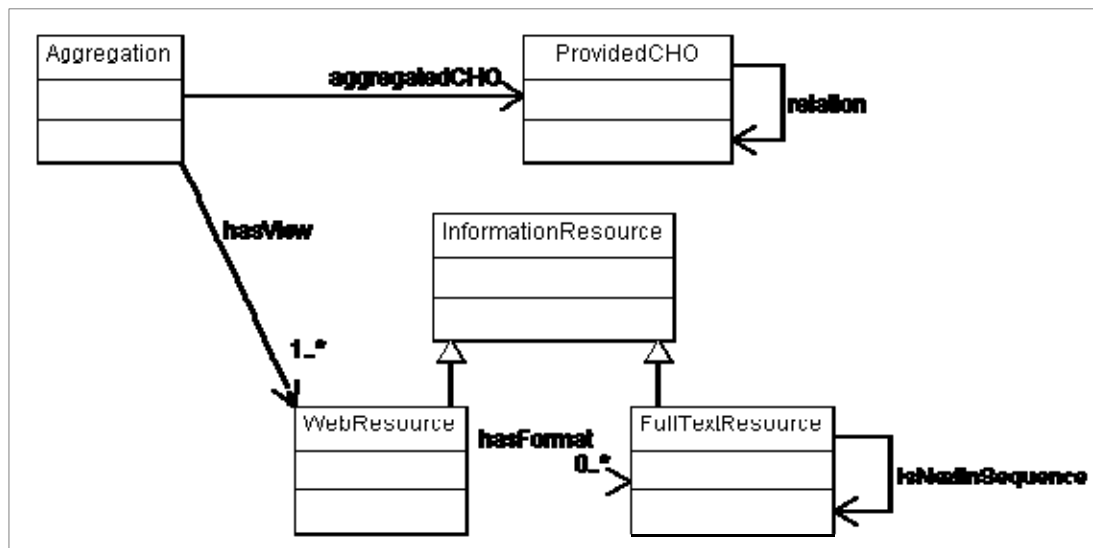 Aggregation
ProvidedCHO
aggregatedCHO
relation
hasView
InformationResource
1..*
WebResource
hasFormat
0..*
FullTextResource
isNextInSequence